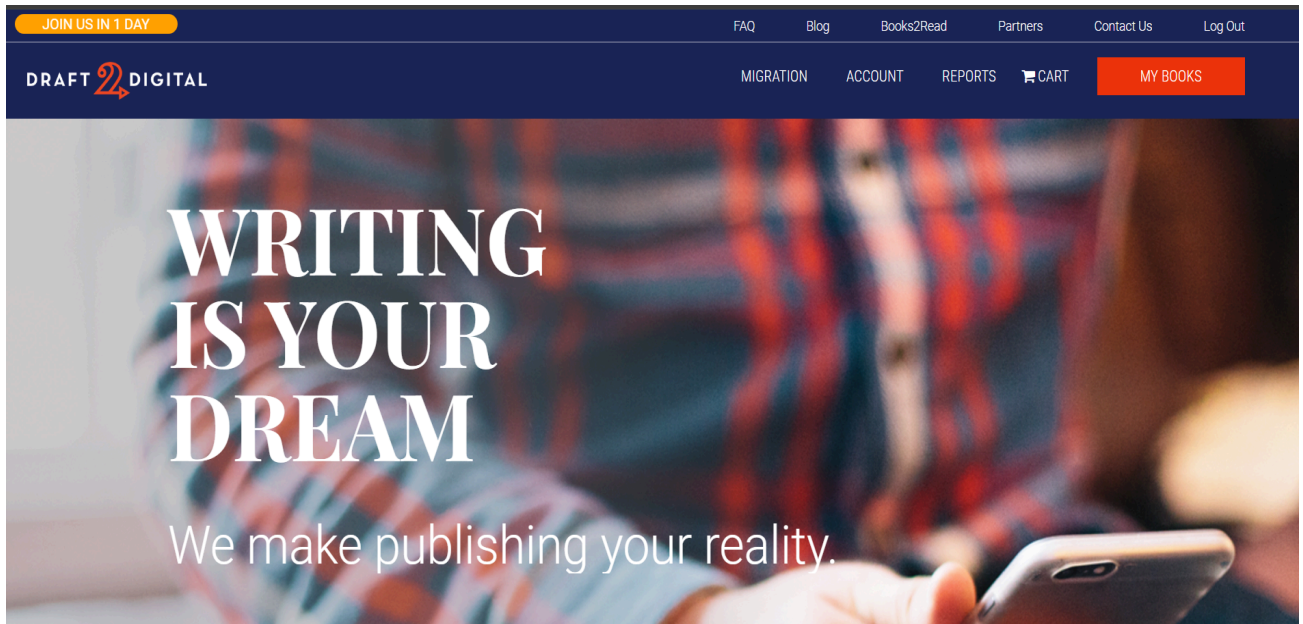 JOIN US IN 1 DAY
FAQ Blog Books2Read Partners Contact Us Log Out
DRAFT 2 DIGITAL
MIGRATION ACCOUNT REPORTS CART MY BOOKS
WRITING
IS YOUR
DREAM
We make publishing your reality.